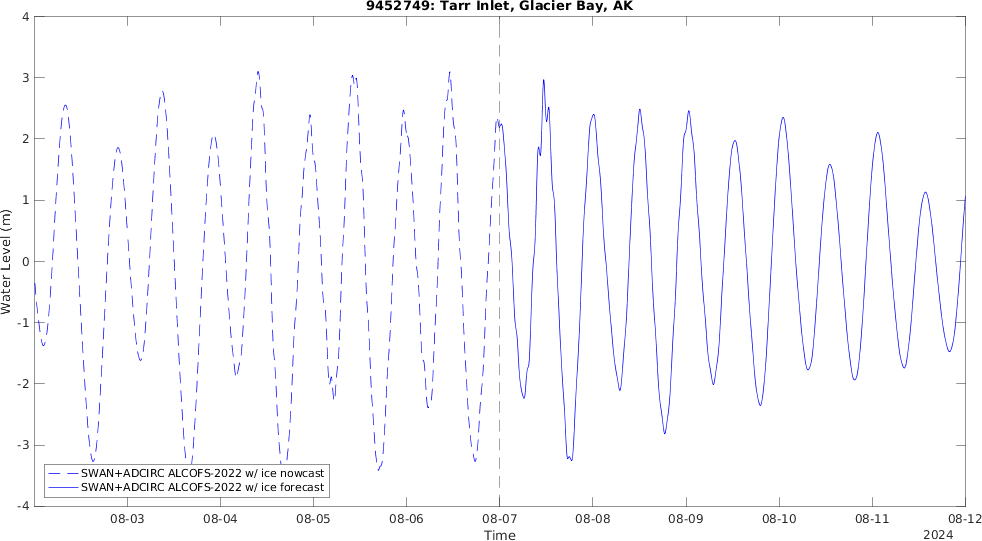 9452749: Tarr Inlet, Glacier Bay, AK
4
3
2
1
0
-1
-2
-3
-4
Water Level (m)
SWAN+ADCIRC ALCOFS-2022 w/ ice nowcast
SWAN+ADCIRC ALCOFS-2022 w/ ice forecast
08-03 08-04 08-05 08-06 08-07 08-08 08-09 08-10 08-11 08-12
Time
2024